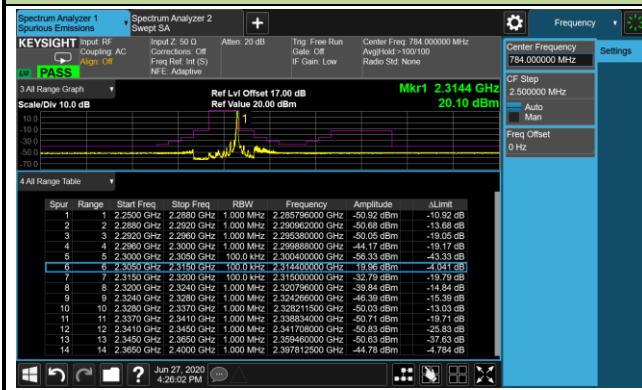 Spectrum Analyzer 1
Spurious Emissions
Spectrum Analyzer 2
Swept SA
Frequency
KEYSIGHT Input: RF
Coupling: AC
Align: Off
Input Z: 50 Ω
Corrections: Off
Freq Ref: Int (S)
NFE: Adaptive
Atten: 20 dB
Trig: Free Run
Gate: Off
IF Gain: Low
Center Freq: 784.000000 MHz
Avg|Hold:>100/100
Radio Std: None
PASS
Center Frequency
784.000000 MHz
Settings
CF Step
2.500000 MHz
Auto
Man
Freq Offset
0 Hz
3 All Range Graph
Scale/Div 10.0 dB
Ref Lvl Offset 17.00 dB
Ref Value 20.00 dBm
Mkr1 2.3144 GHz
20.10 dBm
10.0
-10.0
-30.0
-50.0
-70.0
1
4 All Range Table
Spur Range Start Freq Stop Freq RBW Frequency Amplitude ΔLimit
1 1 2.2500 GHz 2.2880 GHz 1.000 MHz 2.285796000 GHz -50.92 dBm -10.92 dB
2 2 2.2880 GHz 2.2920 GHz 1.000 MHz 2.290962000 GHz -50.68 dBm -13.68 dB
3 3 2.2920 GHz 2.2960 GHz 1.000 MHz 2.295380000 GHz -50.05 dBm -19.05 dB
4 4 2.2960 GHz 2.3000 GHz 1.000 MHz 2.299888000 GHz -44.17 dBm -19.17 dB
5 5 2.3000 GHz 2.3050 GHz 100.0 kHz 2.300400000 GHz -56.33 dBm -43.33 dB
6 6 2.3050 GHz 2.3150 GHz 100.0 kHz 2.314400000 GHz 19.96 dBm -4.041 dB
7 7 2.3150 GHz 2.3200 GHz 100.0 kHz 2.315000000 GHz -32.79 dBm -19.79 dB
8 8 2.3200 GHz 2.3240 GHz 1.000 MHz 2.320796000 GHz -39.84 dBm -14.84 dB
9 9 2.3240 GHz 2.3280 GHz 1.000 MHz 2.324266000 GHz -46.39 dBm -15.39 dB
10 10 2.3280 GHz 2.3370 GHz 1.000 MHz 2.328211500 GHz -50.03 dBm -13.03 dB
11 11 2.3370 GHz 2.3410 GHz 1.000 MHz 2.338834000 GHz -50.71 dBm -19.71 dB
12 12 2.3410 GHz 2.3450 GHz 1.000 MHz 2.341708000 GHz -50.83 dBm -25.83 dB
13 13 2.3450 GHz 2.3650 GHz 1.000 MHz 2.359460000 GHz -50.63 dBm -37.63 dB
14 14 2.3650 GHz 2.4000 GHz 1.000 MHz 2.397812500 GHz -44.78 dBm -4.784 dB
Jun 27, 2020
4:26:02 PM